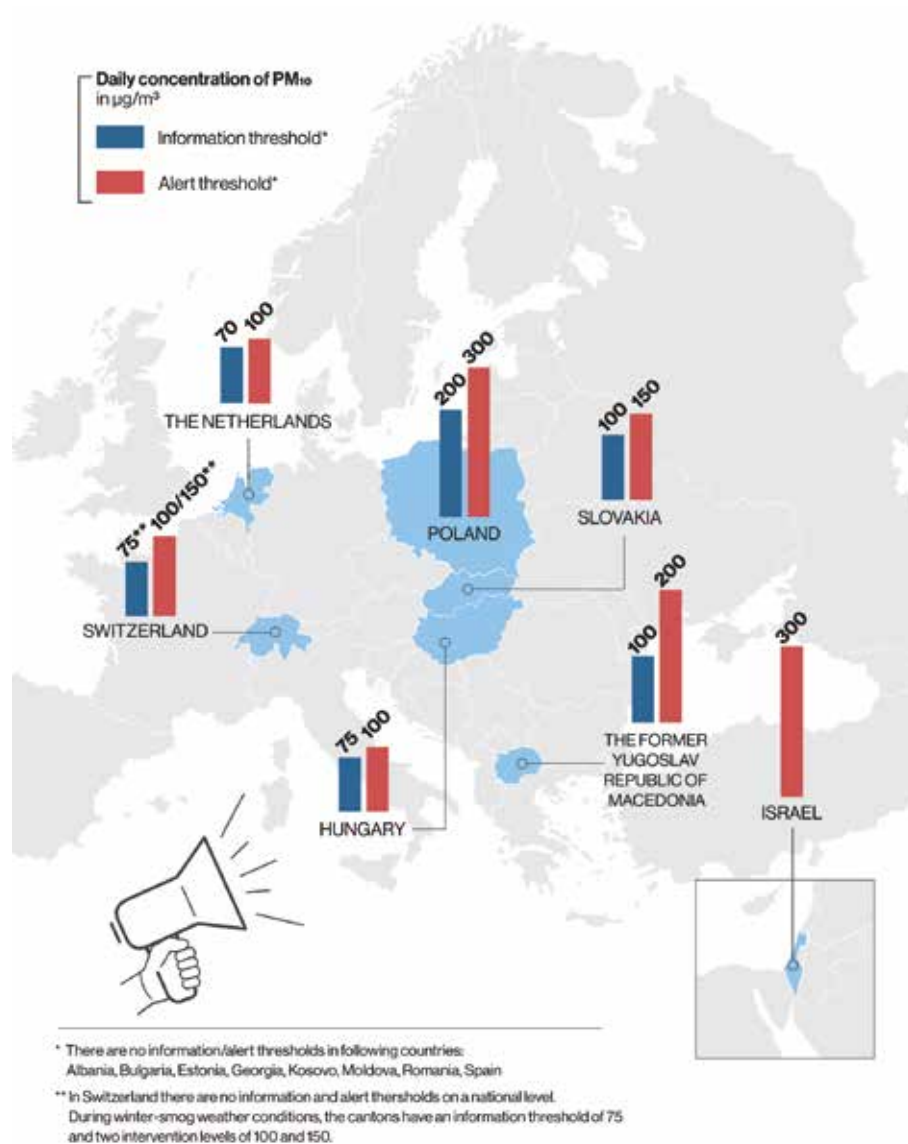 Daily concentration of PM₁₀
in µg/m³
Information threshold*
Alert threshold*
70 100
THE NETHERLANDS
200 300
POLAND
100 150
SLOVAKIA
75** 100/150**
SWITZERLAND
100 200
THE FORMER
YUGOSLAV
REPUBLIC OF
MACEDONIA
300
ISRAEL
75 100
HUNGARY
* There are no information/alert thresholds in following countries:
Albania, Bulgaria, Estonia, Georgia, Kosovo, Moldova, Romania, Spain
** In Switzerland there are no information and alert thersholds on a national level.
During winter-smog weather conditions, the cantons have an information threshold of 75
and two intervention levels of 100 and 150.